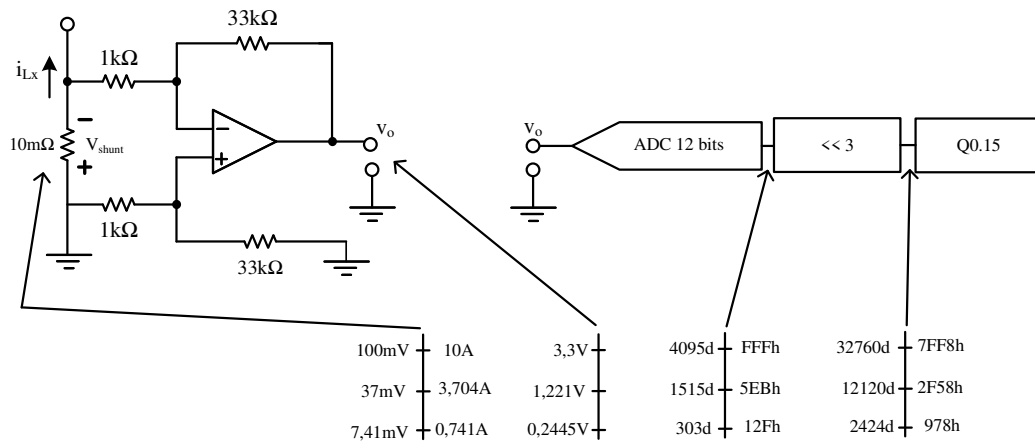 33kΩ
1kΩ
i_Lx
10mΩ
−
V_shunt
+
−
+
v_o
1kΩ
33kΩ
v_o
ADC 12 bits
<< 3
Q0.15
100mV 10A
37mV 3,704A
7,41mV 0,741A
3,3V
1,221V
0,2445V
4095d FFFh
1515d 5EBh
303d 12Fh
32760d 7FF8h
12120d 2F58h
2424d 978h